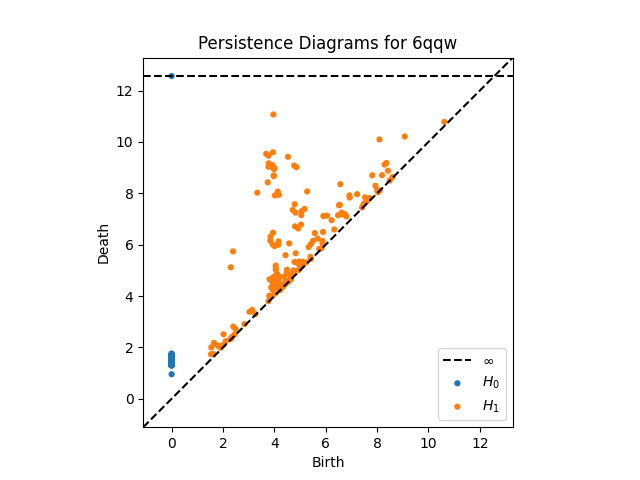 Persistence Diagrams for 6qqw
Death
12
10
8
6
4
2
0
0 2 4 6 8 10 12
Birth
∞
H₀
H₁